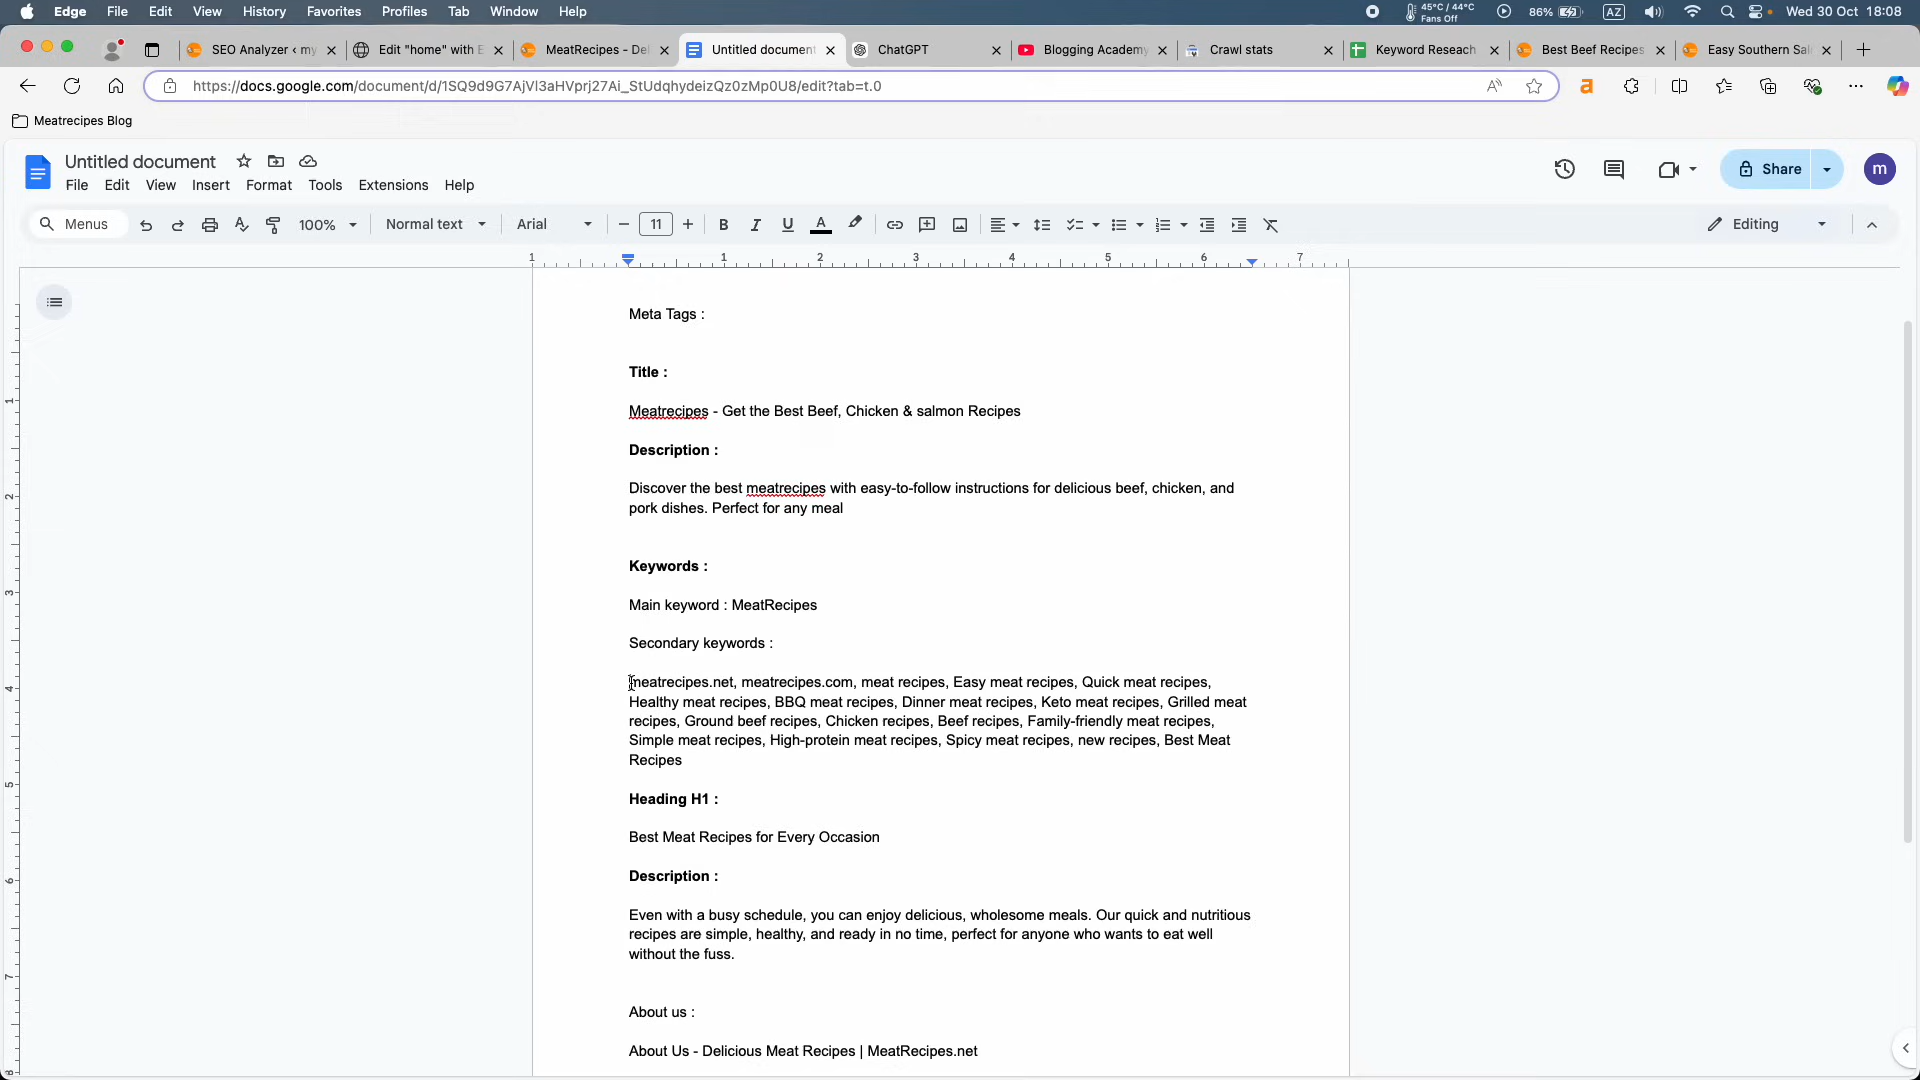 Edge File Edit View History Favorites Profiles Tab Window Help
45°C / 44°C
Fans Off
86% AZ Wed 30 Oct 18:08
SEO Analyzer ‹ my
Edit "home" with E
MeatRecipes - Del
Untitled document
ChatGPT
Blogging Academy
Crawl stats
Keyword Reseach
Best Beef Recipes
Easy Southern Sal
https://docs.google.com/document/d/1SQ9d9G7AjVl3aHVprj27Ai_StUdqhydeizQz0zMp0U8/edit?tab=t.0
Meatrecipes Blog
Untitled document
File Edit View Insert Format Tools Extensions Help
Share
m
Menus 100% Normal text Arial 11 Editing
1 1 2 3 4 5 6 7
1
2
3
4
5
6
7
8
Meta Tags :
Title :
Meatrecipes - Get the Best Beef, Chicken & salmon Recipes
Description :
Discover the best meatrecipes with easy-to-follow instructions for delicious beef, chicken, and
pork dishes. Perfect for any meal
Keywords :
Main keyword : MeatRecipes
Secondary keywords :
meatrecipes.net, meatrecipes.com, meat recipes, Easy meat recipes, Quick meat recipes,
Healthy meat recipes, BBQ meat recipes, Dinner meat recipes, Keto meat recipes, Grilled meat
recipes, Ground beef recipes, Chicken recipes, Beef recipes, Family-friendly meat recipes,
Simple meat recipes, High-protein meat recipes, Spicy meat recipes, new recipes, Best Meat
Recipes
Heading H1 :
Best Meat Recipes for Every Occasion
Description :
Even with a busy schedule, you can enjoy delicious, wholesome meals. Our quick and nutritious
recipes are simple, healthy, and ready in no time, perfect for anyone who wants to eat well
without the fuss.
About us :
About Us - Delicious Meat Recipes | MeatRecipes.net